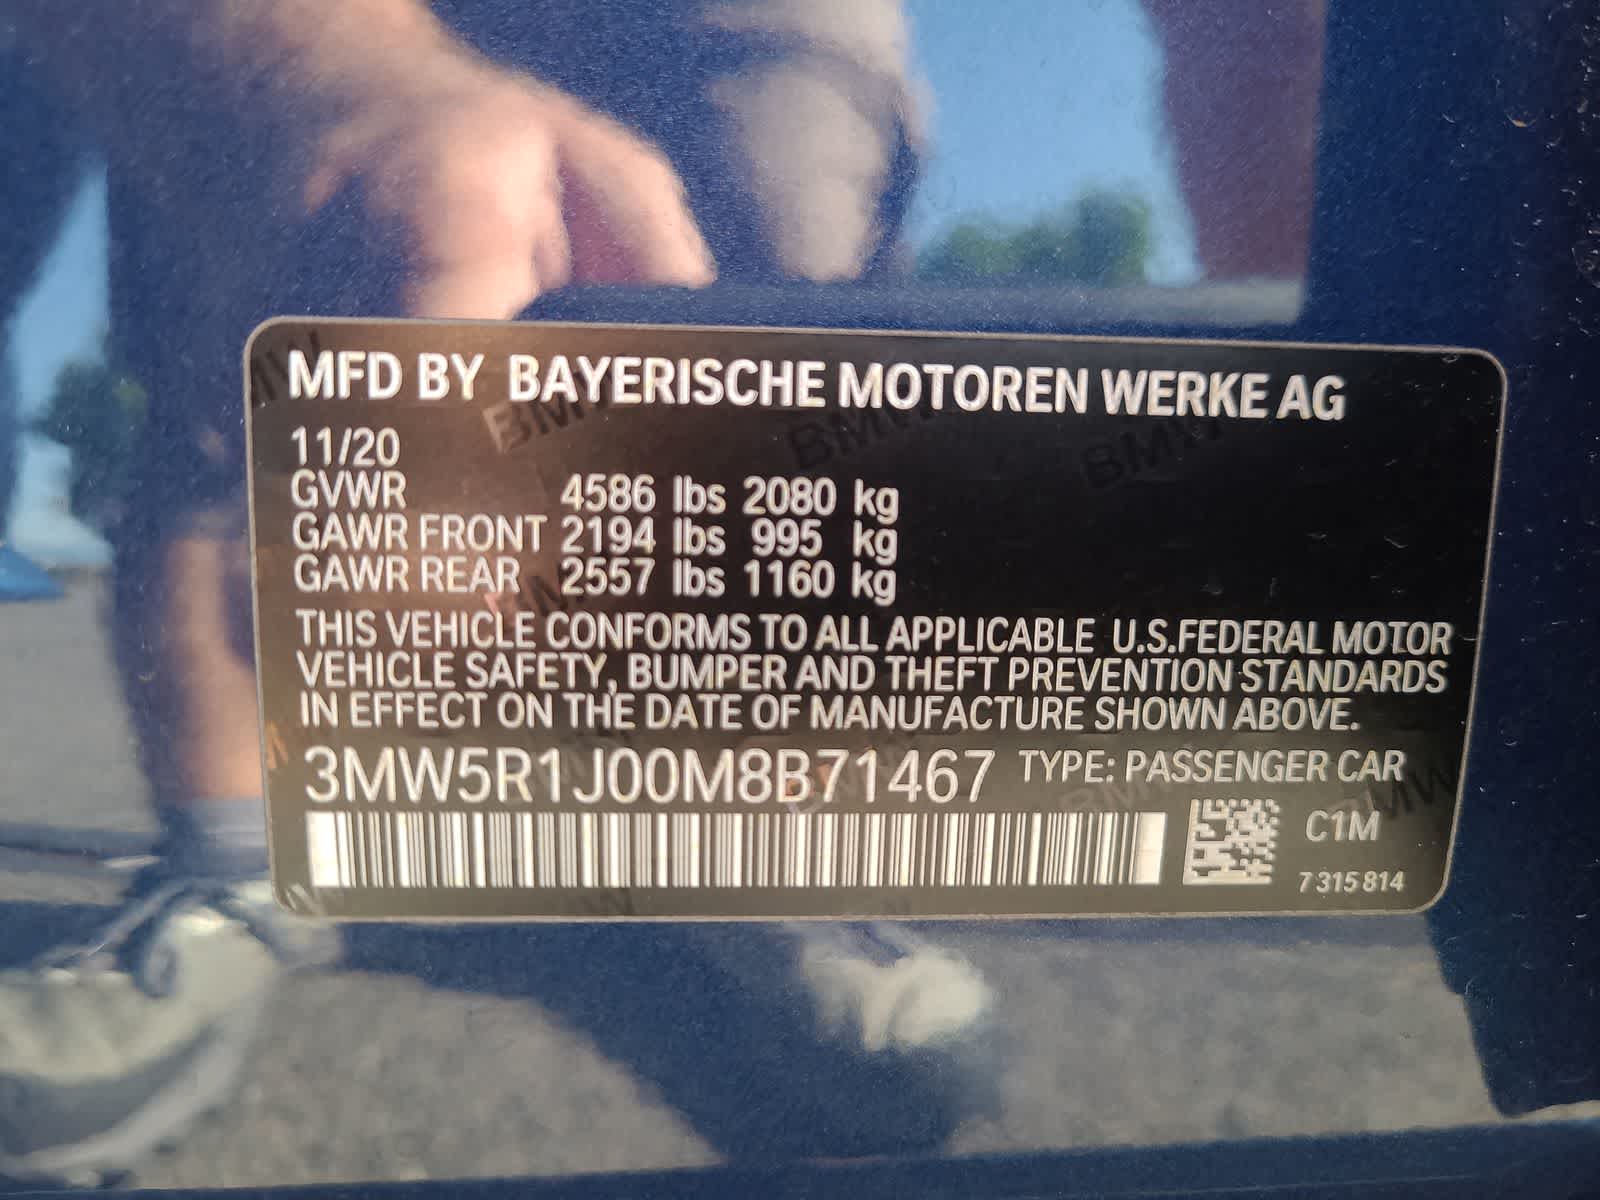 MFD BY BAYERISCHE MOTOREN WERKE AG
11/20
GVWR 4586 lbs 2080 kg
GAWR FRONT 2194 lbs 995 kg
GAWR REAR 2557 lbs 1160 kg
THIS VEHICLE CONFORMS TO ALL APPLICABLE U.S.FEDERAL MOTOR
VEHICLE SAFETY, BUMPER AND THEFT PREVENTION STANDARDS
IN EFFECT ON THE DATE OF MANUFACTURE SHOWN ABOVE.
3MW5R1J00M8B71467 TYPE: PASSENGER CAR
C1M
7 315 814